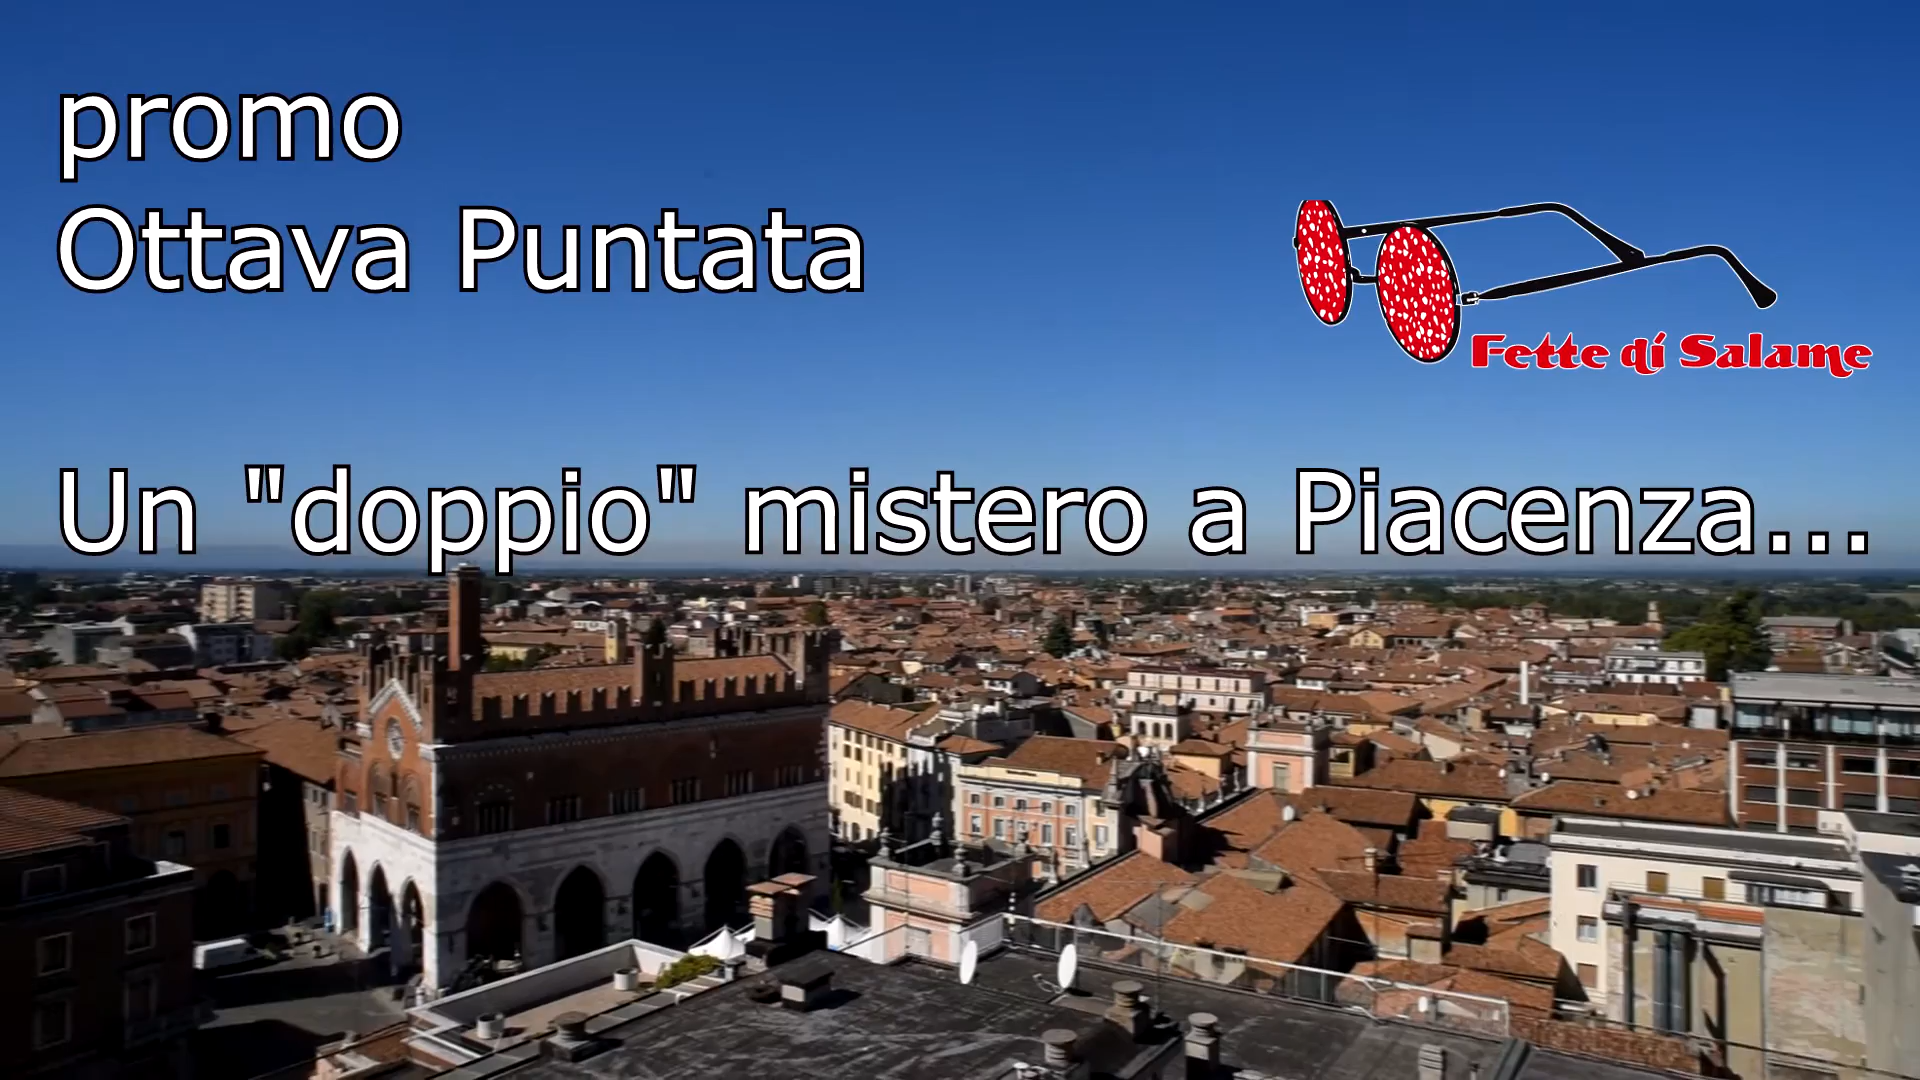 promo
Ottava Puntata
Fette di Salame
Un "doppio" mistero a Piacenza...